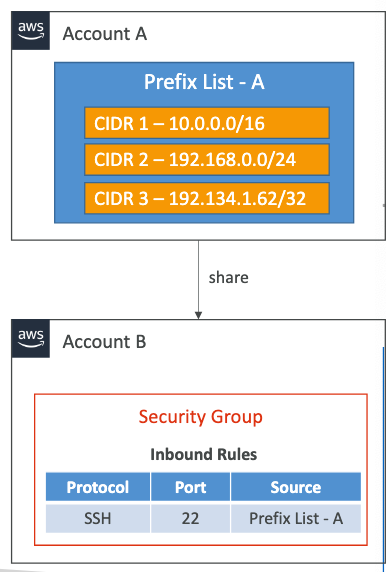 aws
Account A
Prefix List - A
CIDR 1 – 10.0.0.0/16
CIDR 2 – 192.168.0.0/24
CIDR 3 – 192.134.1.62/32
share
aws
Account B
Security Group
Inbound Rules
Protocol Port Source
SSH 22 Prefix List - A